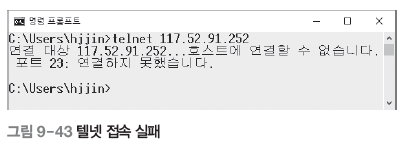 명령 프롬프트
C:\Users\hjjin>telnet 117.52.91.252
연결 대상 117.52.91.252...호스트에 연결할 수 없습니다.
포트 23: 연결하지 못했습니다.
C:\Users\hjjin>
그림 9-43 텔넷 접속 실패